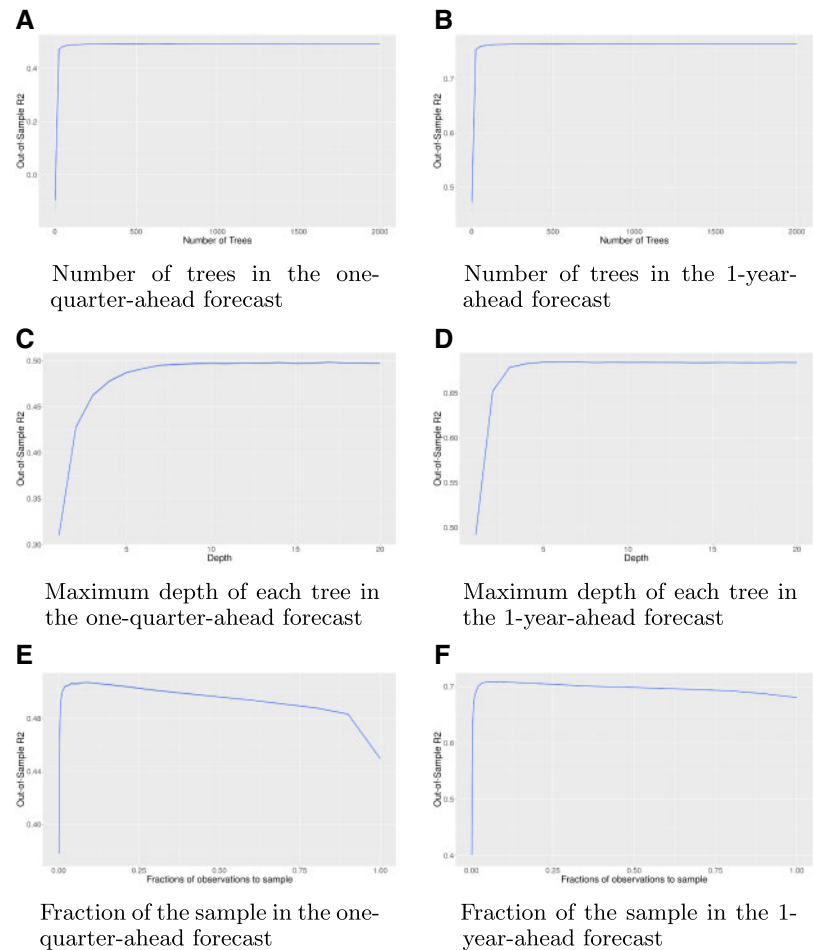 A
Out-of-Sample R2
0.4
0.2
0.0
0 500 1000 1500 2000
Number of Trees
Number of trees in the one-
quarter-ahead forecast
B
Out-of-Sample R2
0.7
0.6
0.5
0 500 1000 1500 2000
Number of Trees
Number of trees in the 1-year-
ahead forecast
C
Out-of-Sample R2
0.50
0.45
0.40
0.35
0.30
5 10 15 20
Depth
Maximum depth of each tree in
the one-quarter-ahead forecast
D
Out-of-Sample R2
0.65
0.60
0.55
0.50
5 10 15 20
Depth
Maximum depth of each tree in
the 1-year-ahead forecast
E
Out-of-Sample R2
0.48
0.44
0.40
0.00 0.25 0.50 0.75 1.00
Fractions of observations to sample
Fraction of the sample in the one-
quarter-ahead forecast
F
Out-of-Sample R2
0.7
0.6
0.5
0.4
0.00 0.25 0.50 0.75 1.00
Fractions of observations to sample
Fraction of the sample in the 1-
year-ahead forecast